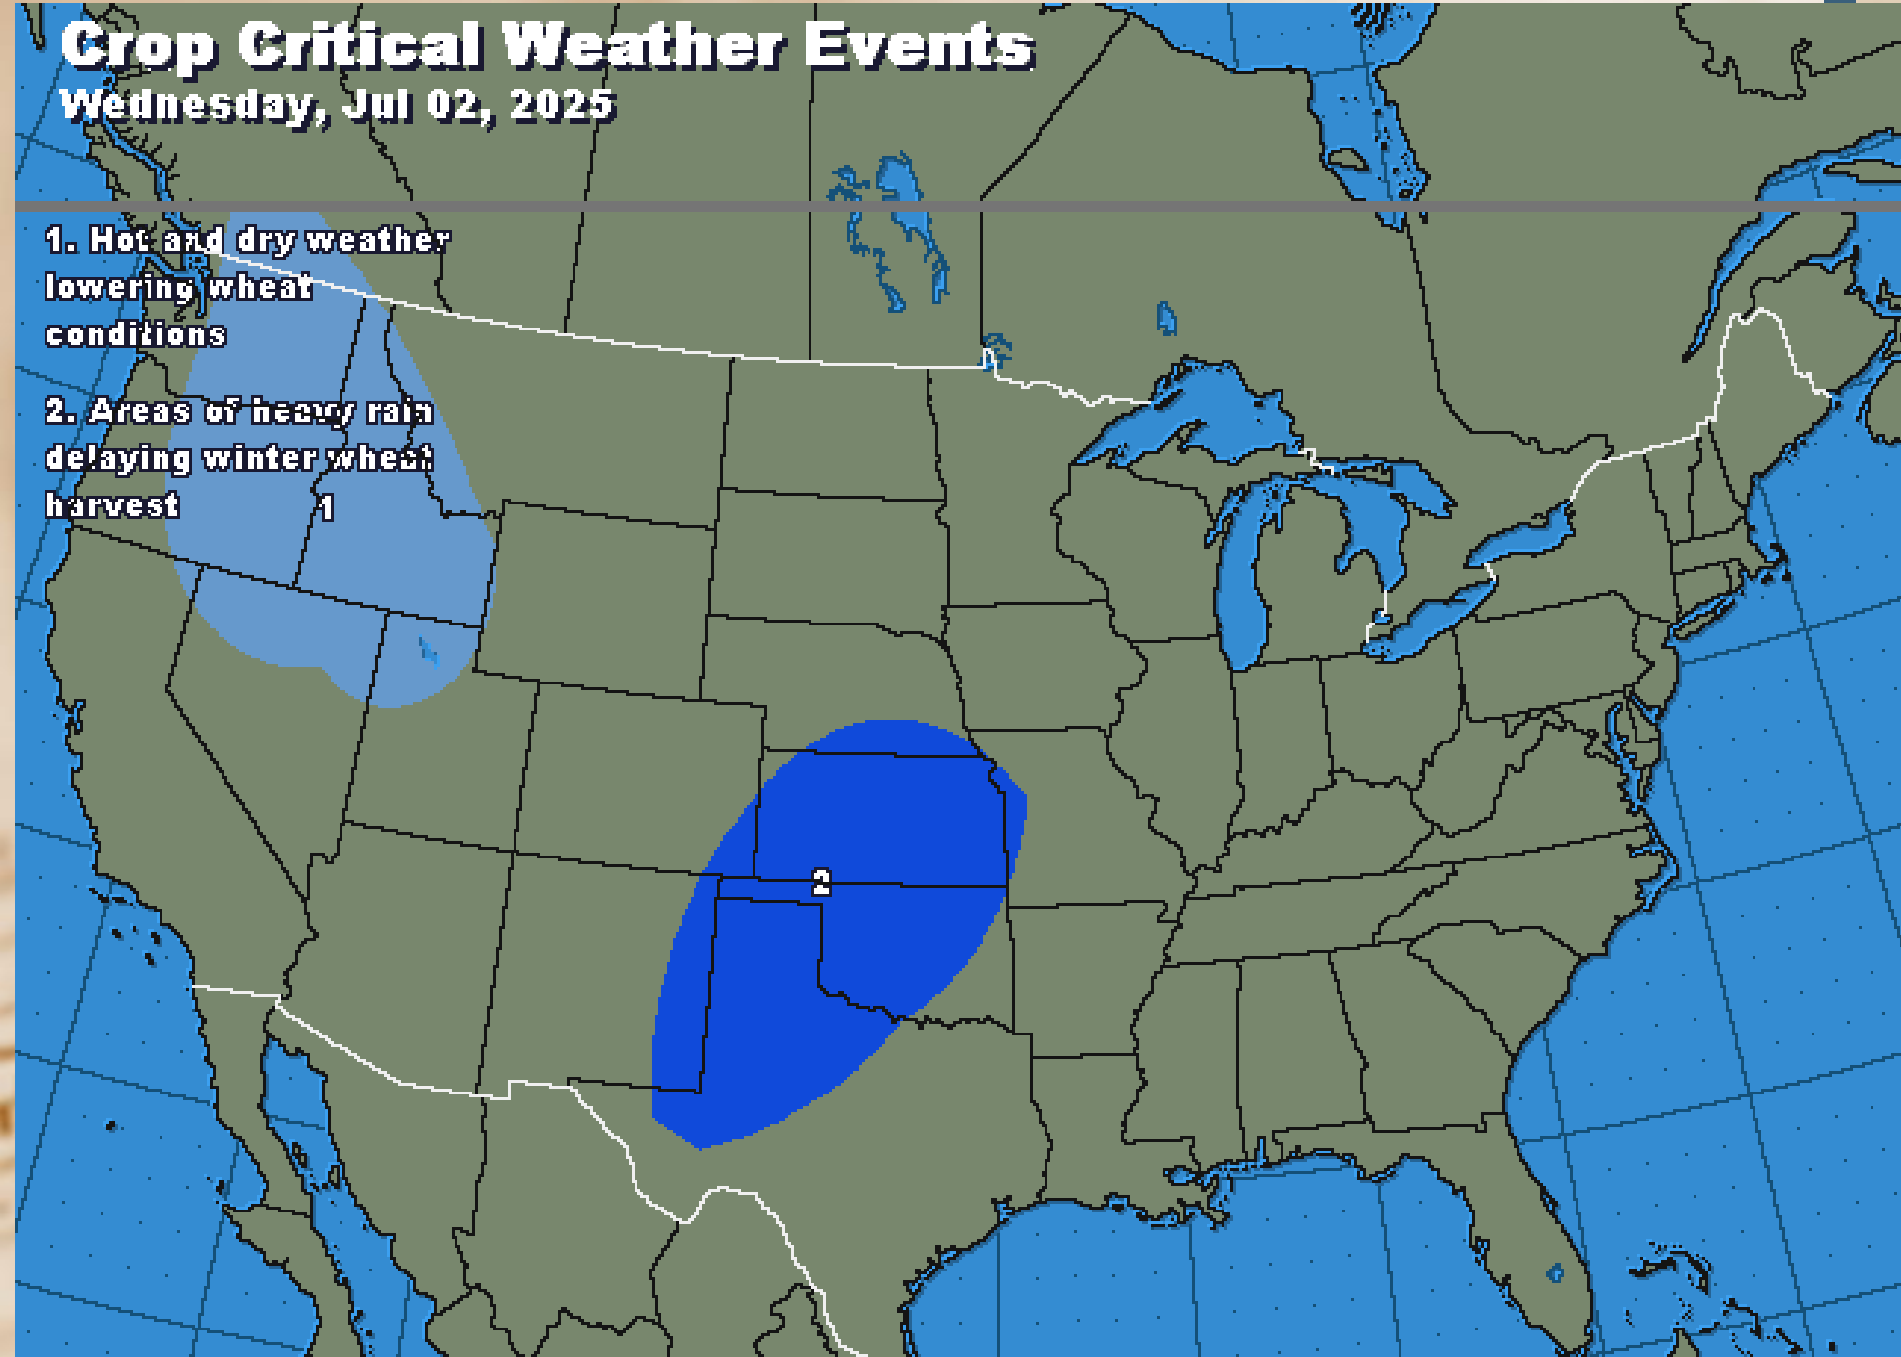 Crop Critical Weather Events
Wednesday, Jul 02, 2025
1. Hot and dry weather
lowering wheat
conditions
2. Areas of heavy rain
delaying winter wheat
harvest
1
2